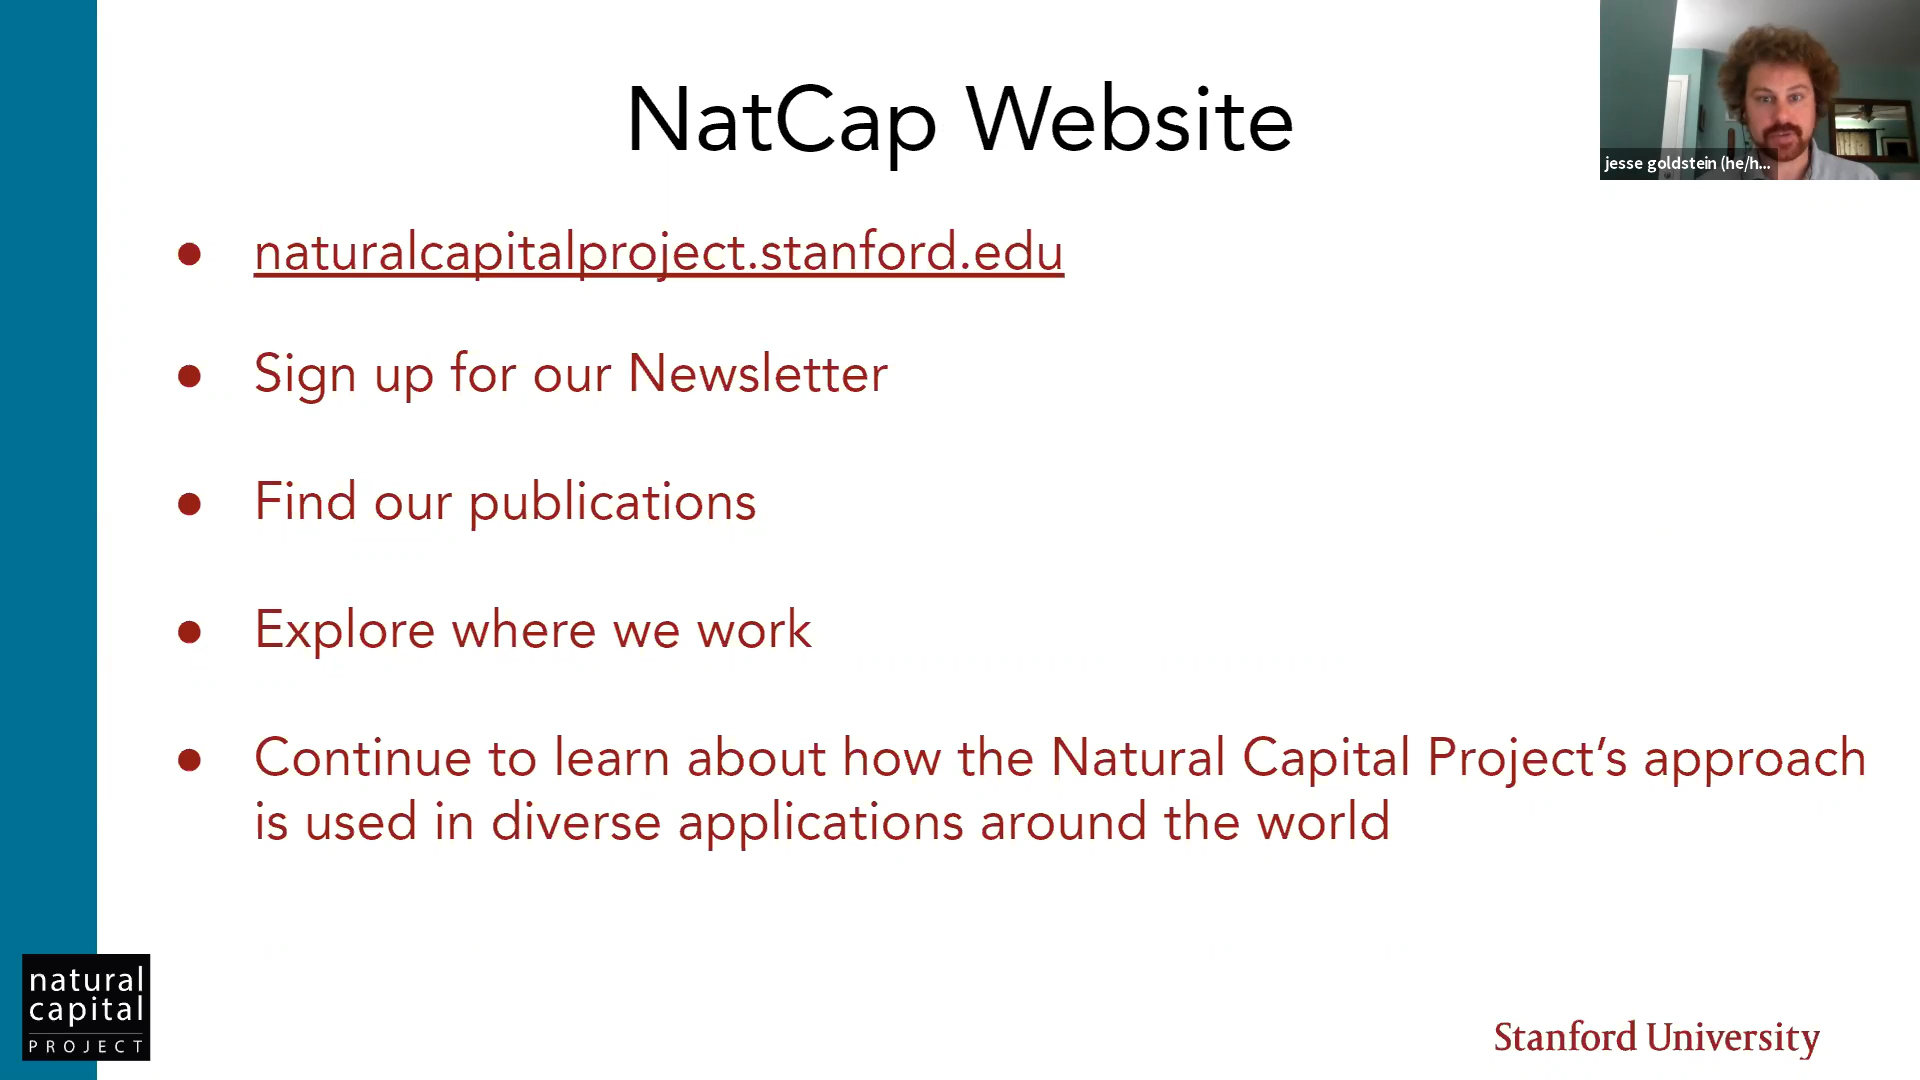 NatCap Website
jesse goldstein (he/h...
naturalcapitalproject.stanford.edu
Sign up for our Newsletter
Find our publications
Explore where we work
Continue to learn about how the Natural Capital Project’s approach
is used in diverse applications around the world
natural
capital
PROJECT
Stanford University